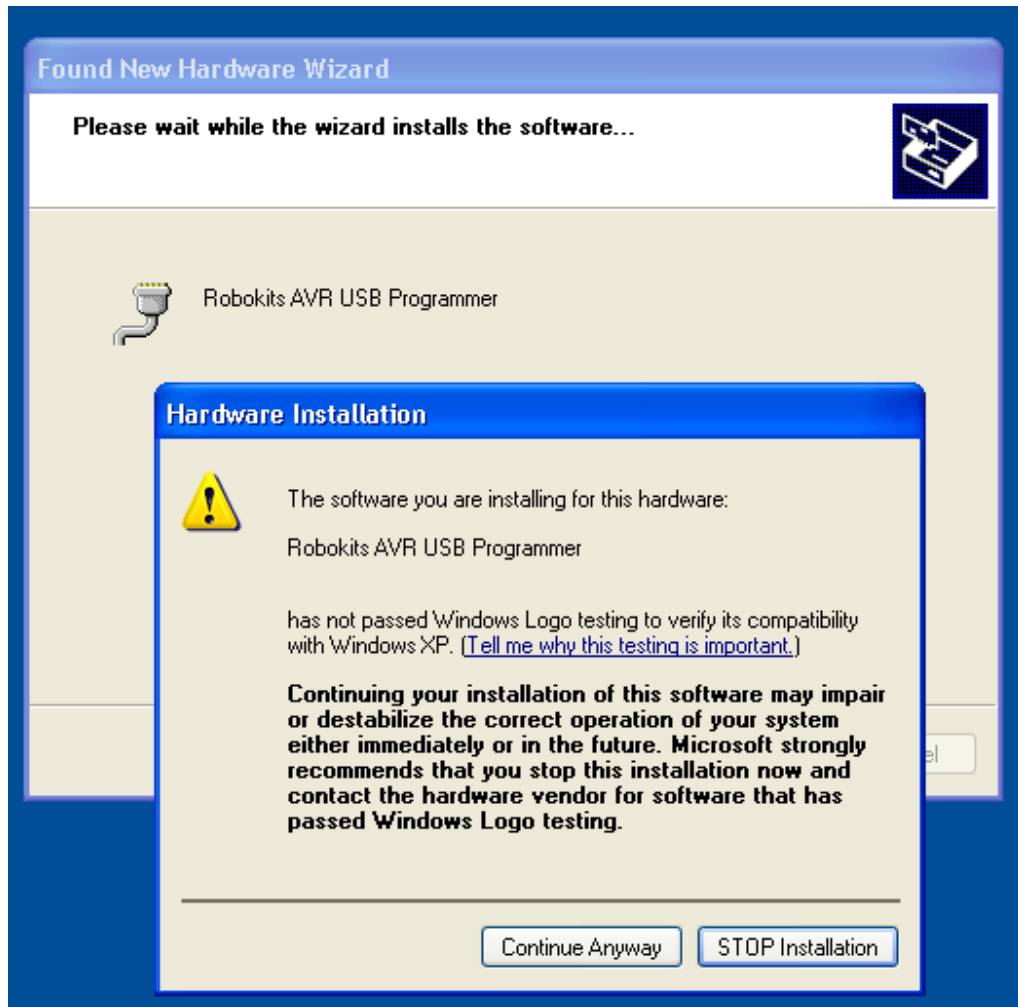 Found New Hardware Wizard
Please wait while the wizard installs the software...
Robokits AVR USB Programmer
Hardware Installation
The software you are installing for this hardware:
Robokits AVR USB Programmer
has not passed Windows Logo testing to verify its compatibility
with Windows XP. (Tell me why this testing is important.)
Continuing your installation of this software may impair
or destabilize the correct operation of your system
either immediately or in the future. Microsoft strongly
recommends that you stop this installation now and
contact the hardware vendor for software that has
passed Windows Logo testing.
el
Continue Anyway
STOP Installation